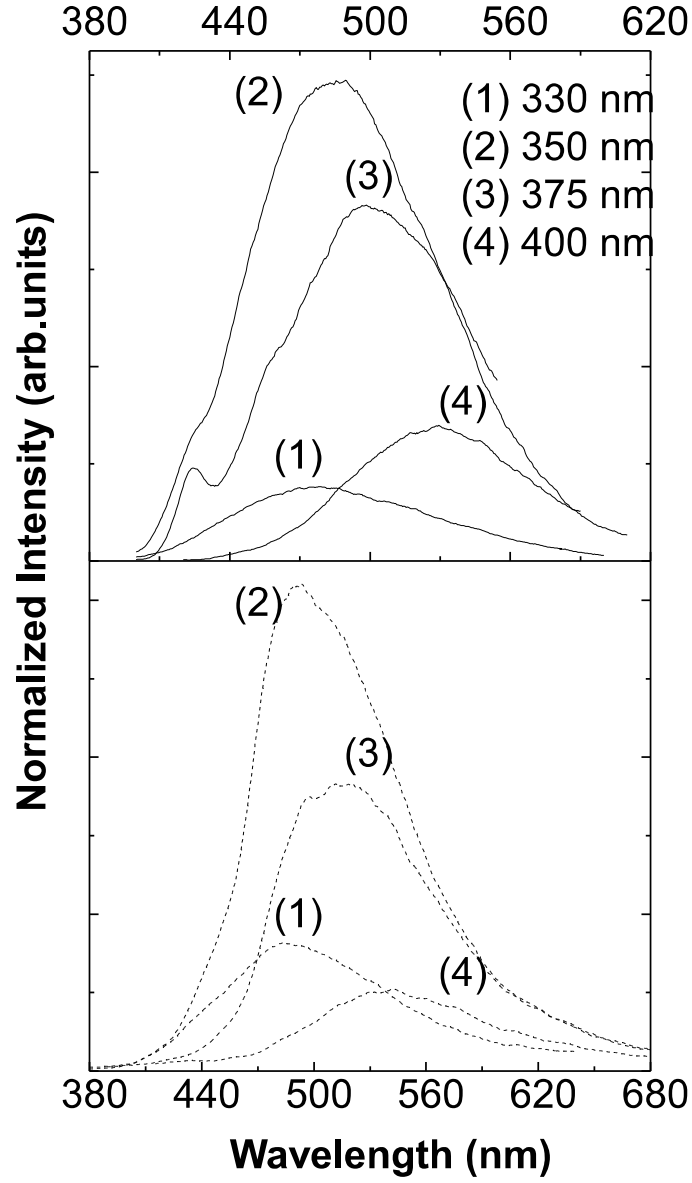 380 440 500 560 620
(2)
(1) 330 nm
(2) 350 nm
(3)
(3) 375 nm
(4) 400 nm
(4)
(1)
Normalized Intensity (arb.units)
(2)
(3)
(1)
(4)
380 440 500 560 620 680
Wavelength (nm)